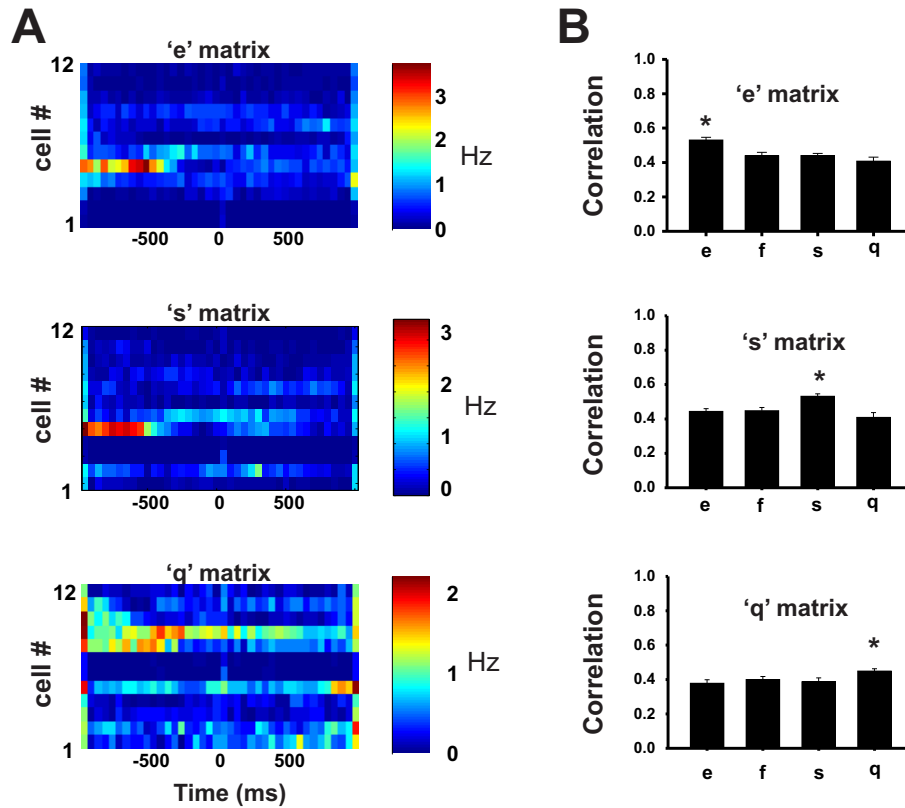 A
B
'e' matrix
12
cell #
1
-500
0
500
3
2
1
0
Hz
1.0
0.8
0.6
0.4
0.2
0.0
Correlation
'e' matrix
*
e f s q
's' matrix
12
cell #
1
-500
0
500
3
2
1
0
Hz
1.0
0.8
0.6
0.4
0.2
0.0
Correlation
's' matrix
*
e f s q
'q' matrix
12
cell #
1
-500
0
500
Time (ms)
2
1
0
Hz
1.0
0.8
0.6
0.4
0.2
0.0
Correlation
'q' matrix
*
e f s q